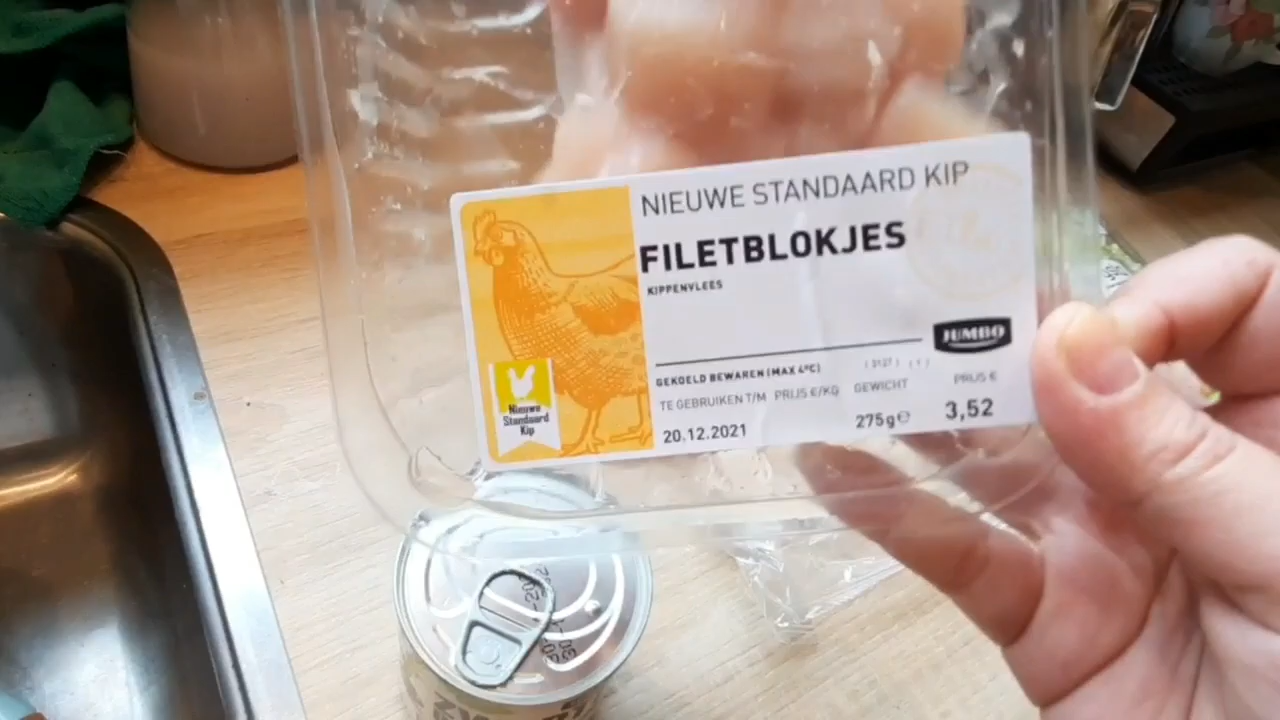 NIEUWE STANDAARD KIP
FILETBLOKJES
KIPPENVLEES
JUMBO
GEKOELD BEWAREN (MAX 4°C)
TE GEBRUIKEN T/M PRIJS €/KG GEWICHT PRIJS €
20.12.2021 275g℮ 3,52
Nieuwe
Standaard
Kip